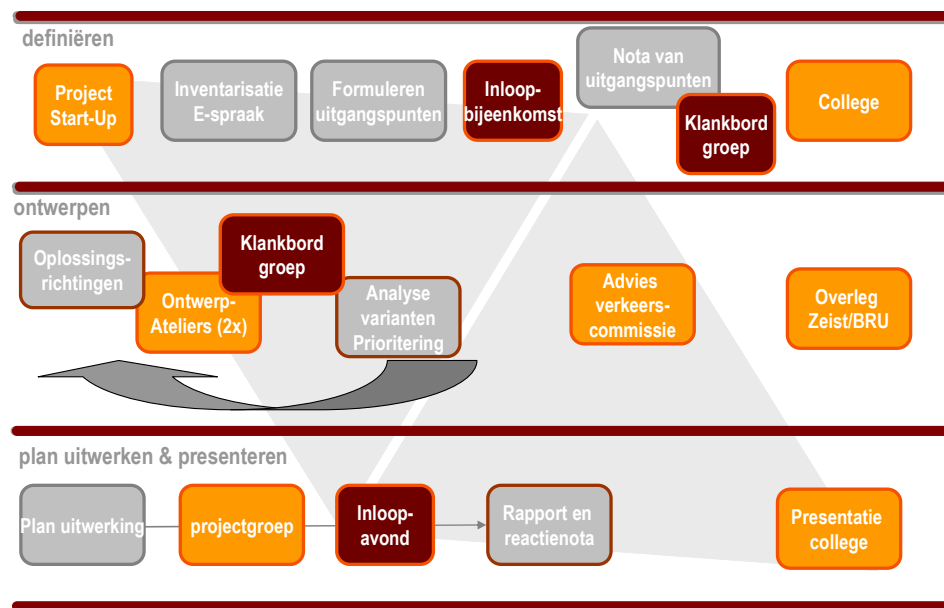 definiëren
Project
Start-Up
Inventarisatie
E-spraak
Formuleren
uitgangspunten
Inloop-
bijeenkomst
Nota van
uitgangspunten
Klankbord
groep
College
ontwerpen
Oplossings-
richtingen
Ontwerp-
Ateliers (2x)
Klankbord
groep
Analyse
varianten
Prioritering
Advies
verkeers-
commissie
Overleg
Zeist/BRU
plan uitwerken & presenteren
Plan uitwerking
projectgroep
Inloop-
avond
Rapport en
reactienota
Presentatie
college